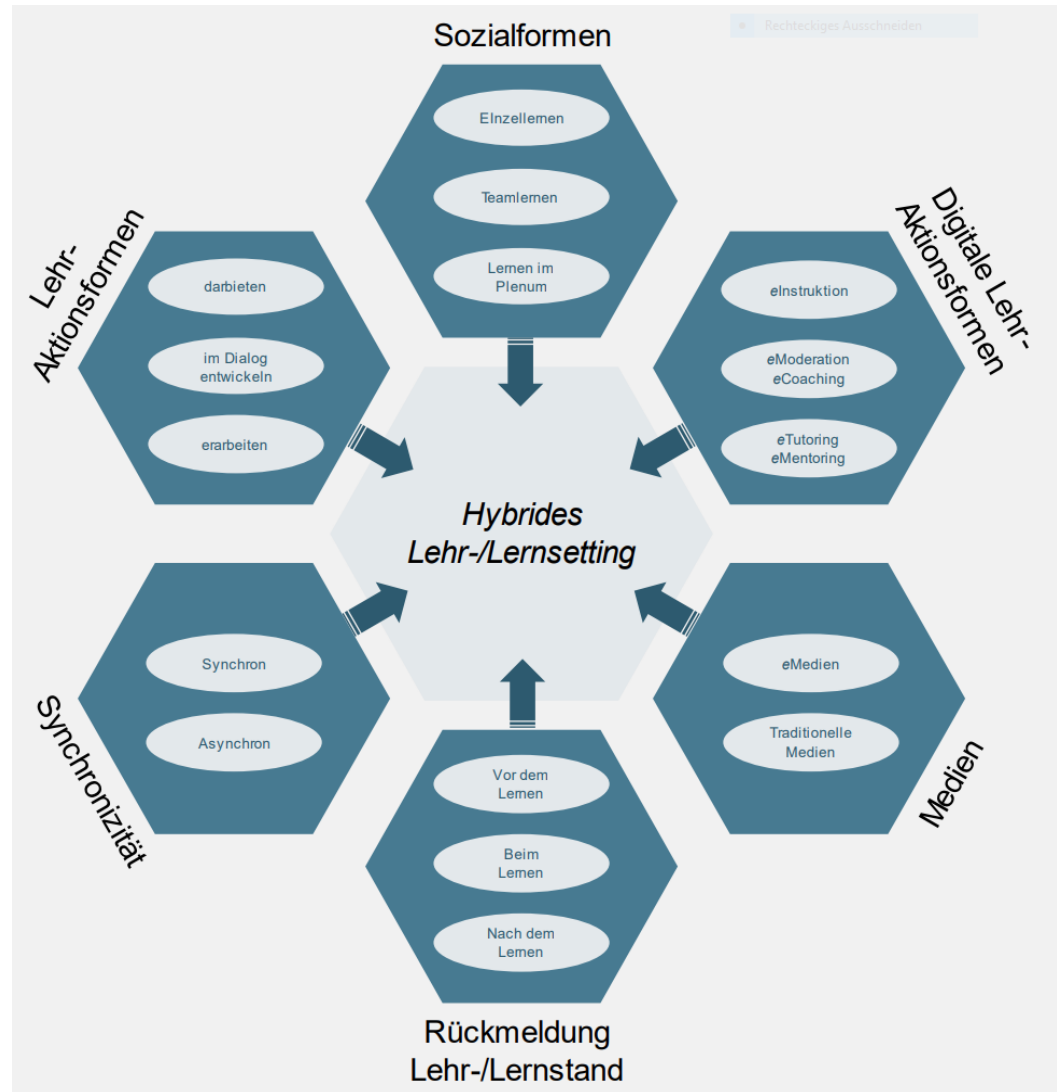 Rechteckiges Ausschneiden
Sozialformen
EInzellernen
Teamlernen
Lernen im
Plenum
Lehr-
Aktionsformen
darbieten
im Dialog
entwickeln
erarbeiten
Digitale Lehr-
Aktionsformen
eInstruktion
eModeration
eCoaching
eTutoring
eMentoring
Hybrides
Lehr-/Lernsetting
Synchronizität
Synchron
Asynchron
eMedien
Traditionelle
Medien
Medien
Vor dem
Lernen
Beim
Lernen
Nach dem
Lernen
Rückmeldung
Lehr-/Lernstand